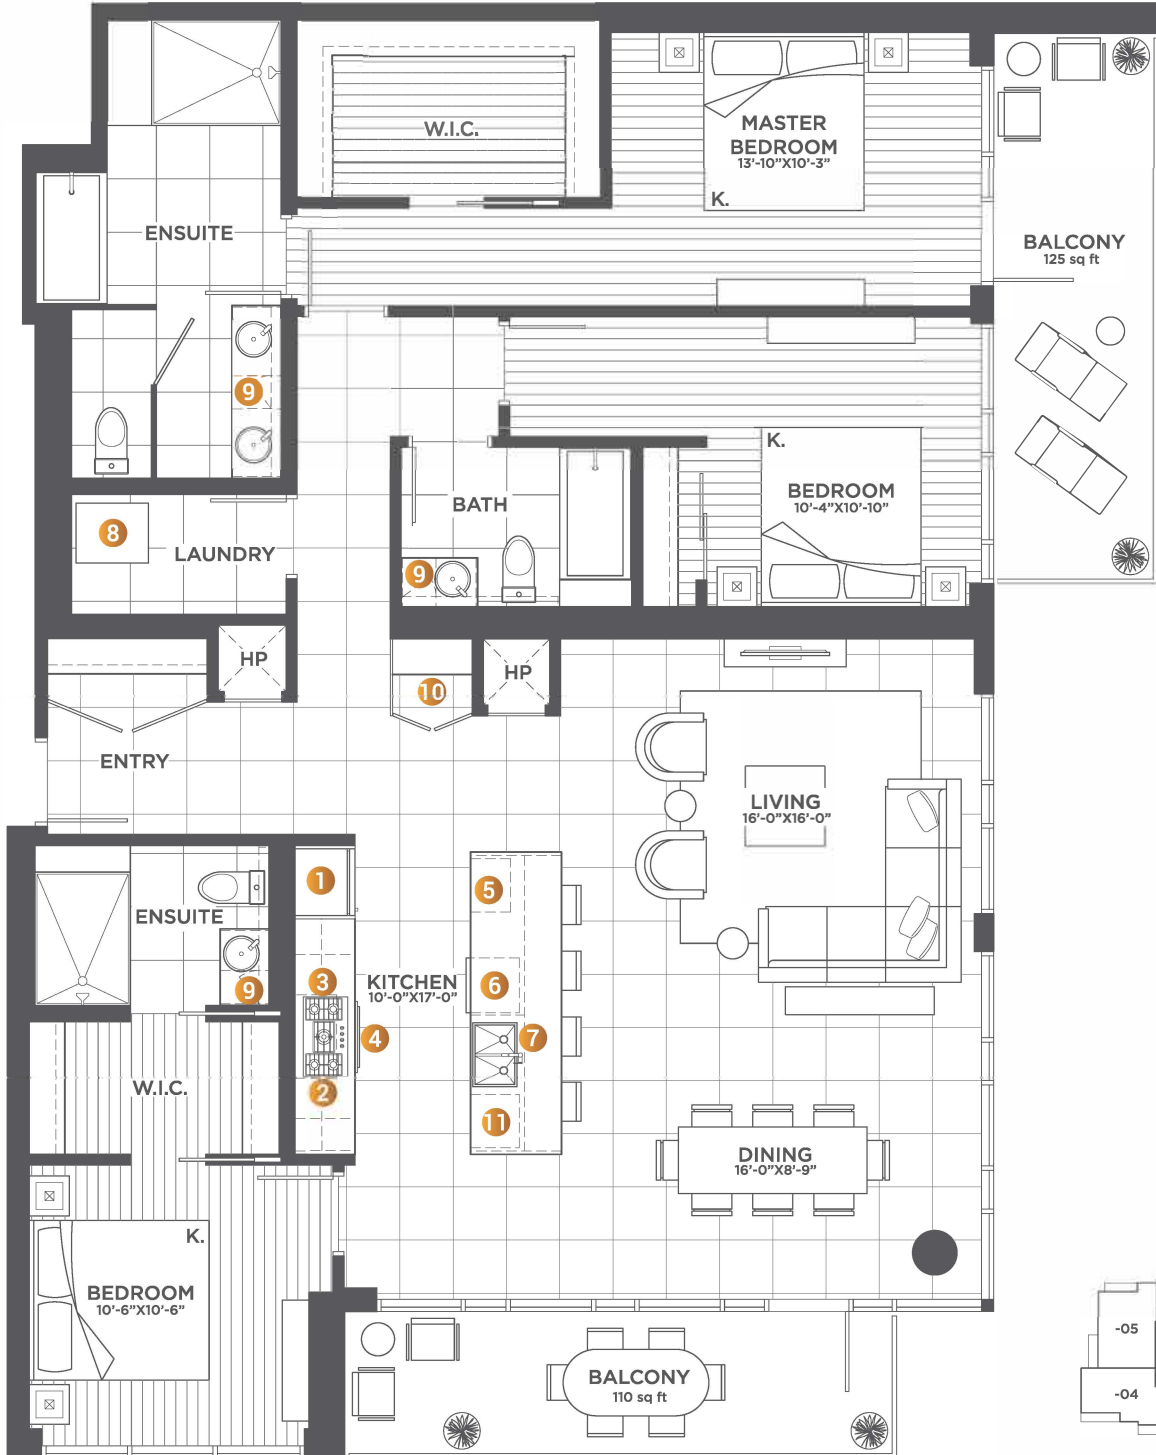 W.I.C.
MASTER
BEDROOM
13'-10"X10'-3"
K.
ENSUITE
BALCONY
125 sq ft
9
K.
BEDROOM
10'-4"X10'-10"
BATH
8
LAUNDRY
9
HP
HP
10
ENTRY
LIVING
16'-0"X16'-0"
1
5
ENSUITE
3
KITCHEN
10'-0"X17'-0"
6
9
4
7
W.I.C.
2
11
DINING
16'-0"X8'-9"
K.
BEDROOM
10'-6"X10'-6"
-05
BALCONY
110 sq ft
-04